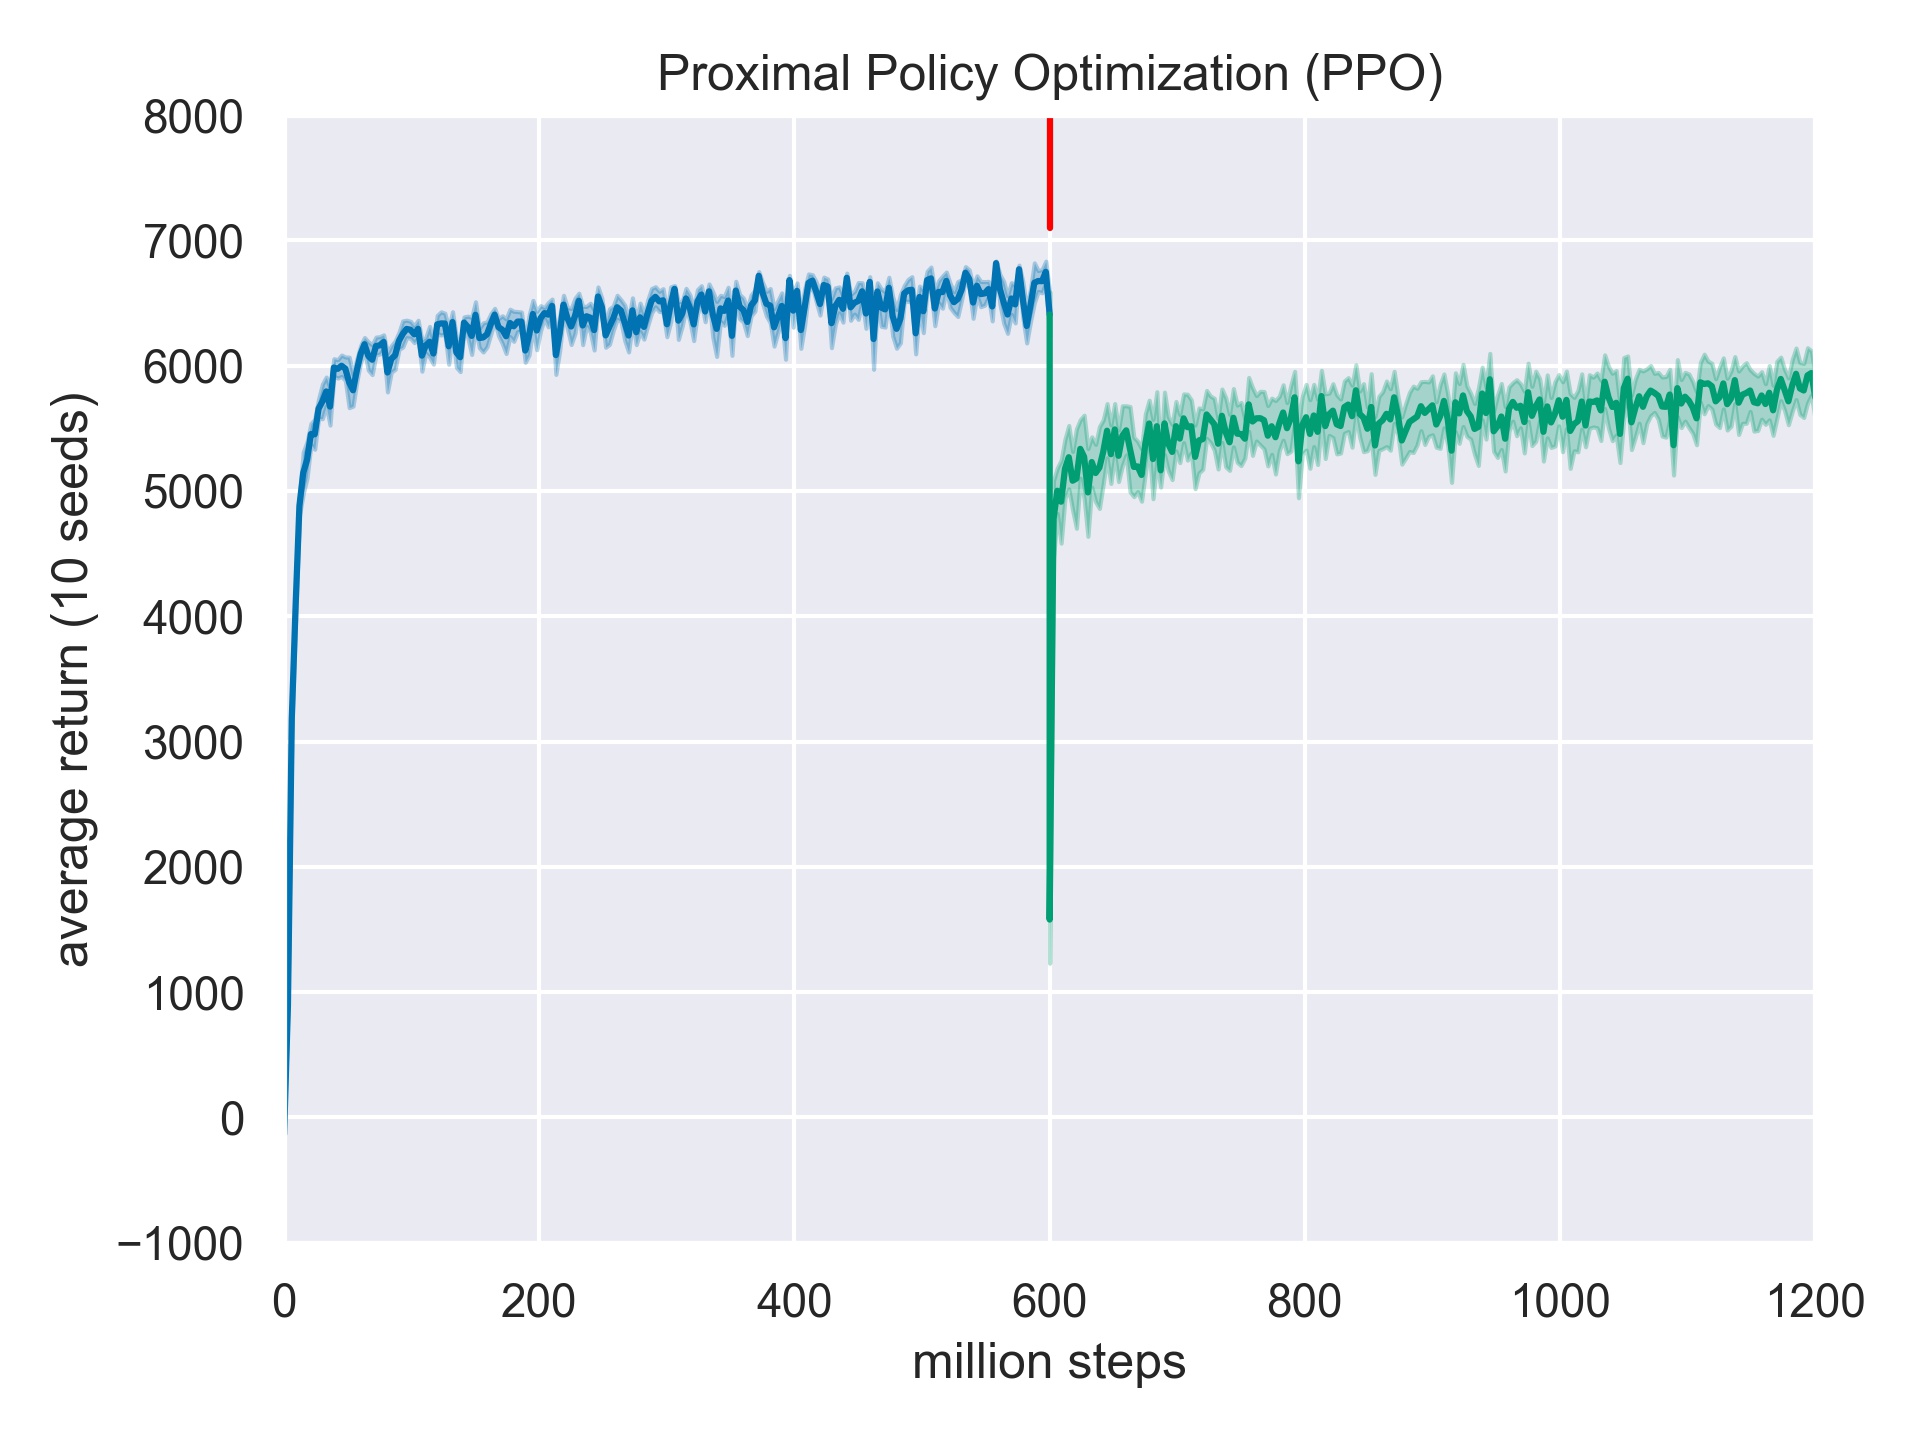 Proximal Policy Optimization (PPO)
8000
7000
6000
5000
4000
3000
2000
1000
0
−1000
average return (10 seeds)
0 200 400 600 800 1000 1200
million steps